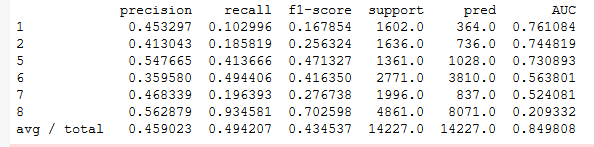 precision recall f1-score support pred AUC
1 0.453297 0.102996 0.167854 1602.0 364.0 0.761084
2 0.413043 0.185819 0.256324 1636.0 736.0 0.744819
5 0.547665 0.413666 0.471327 1361.0 1028.0 0.730893
6 0.359580 0.494406 0.416350 2771.0 3810.0 0.563801
7 0.468339 0.196393 0.276738 1996.0 837.0 0.524081
8 0.562879 0.934581 0.702598 4861.0 8071.0 0.209332
avg / total 0.459023 0.494207 0.434537 14227.0 14227.0 0.849808